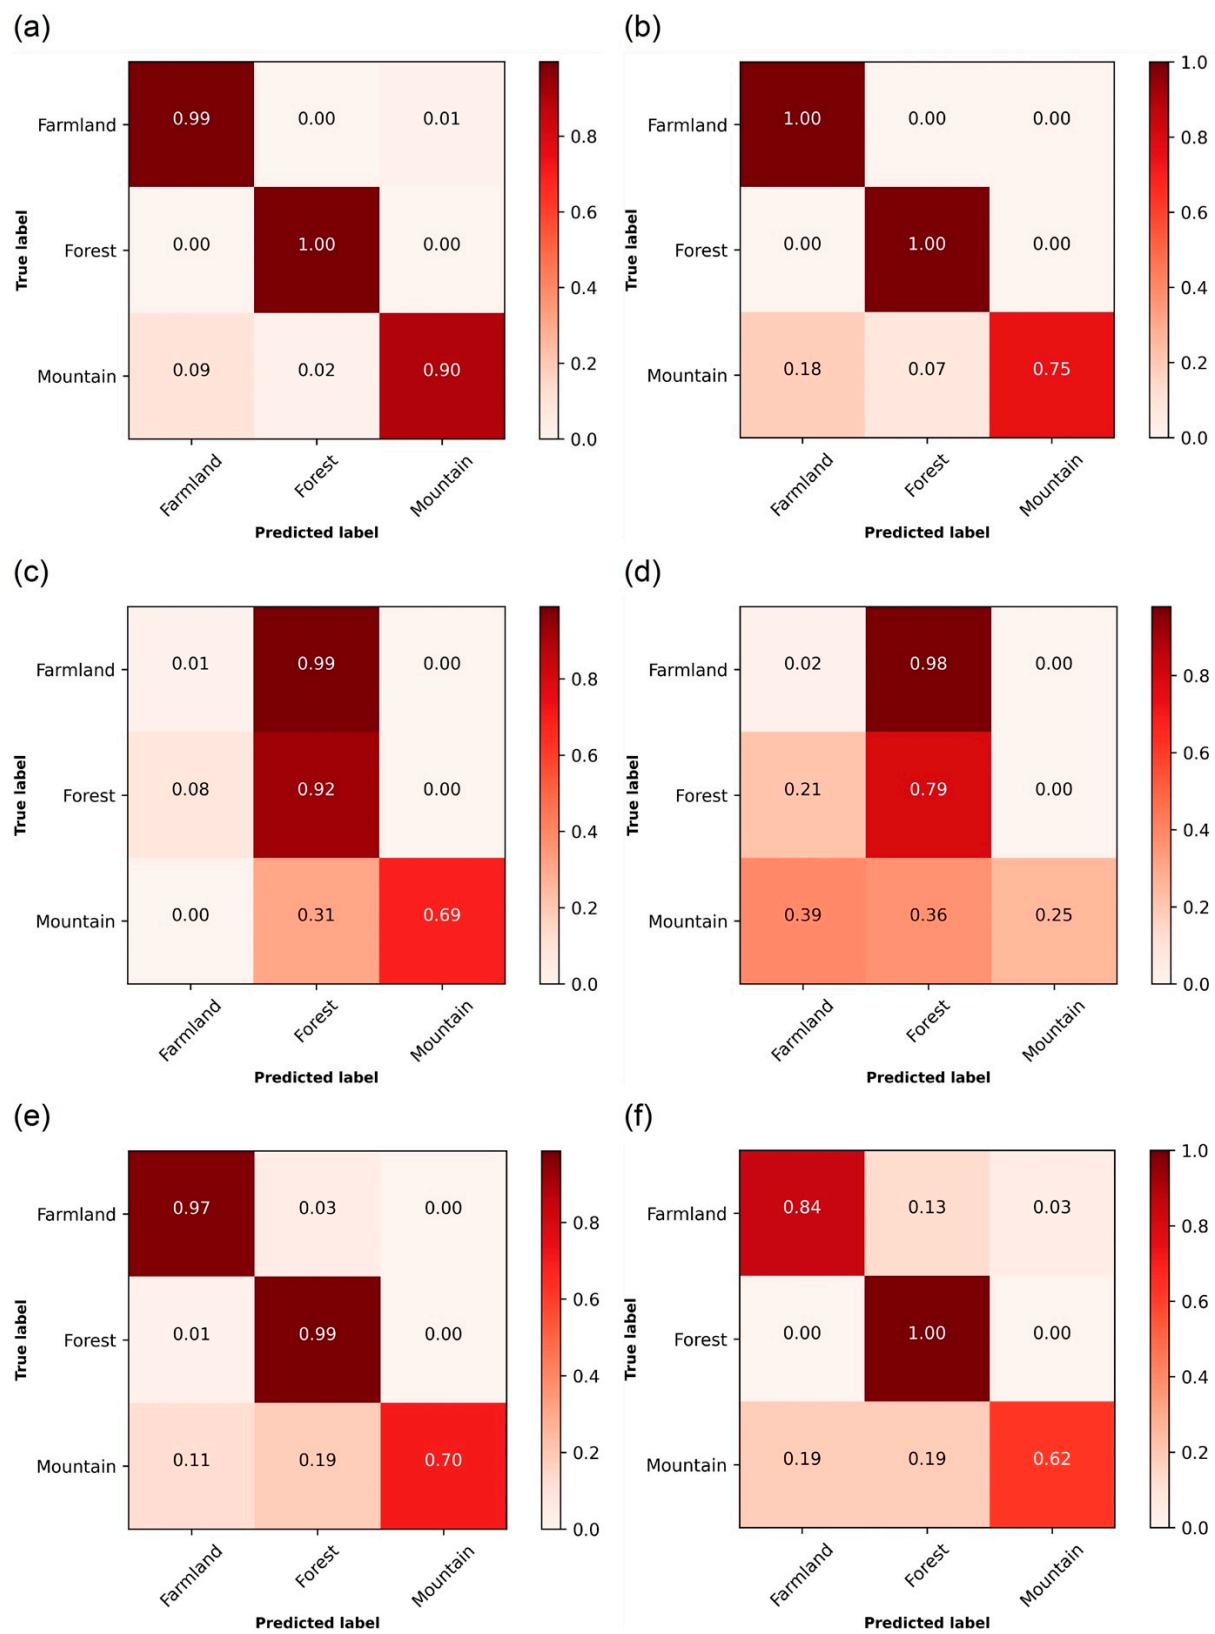 (a)
(b)
Farmland 0.99 0.00 0.01
Forest 0.00 1.00 0.00
Mountain 0.09 0.02 0.90
True label
Farmland Forest Mountain
Predicted label
0.8
0.6
0.4
0.2
0.0
Farmland 1.00 0.00 0.00
Forest 0.00 1.00 0.00
Mountain 0.18 0.07 0.75
True label
Farmland Forest Mountain
Predicted label
1.0
0.8
0.6
0.4
0.2
0.0
(c)
(d)
Farmland 0.01 0.99 0.00
Forest 0.08 0.92 0.00
Mountain 0.00 0.31 0.69
True label
Farmland Forest Mountain
Predicted label
0.8
0.6
0.4
0.2
0.0
Farmland 0.02 0.98 0.00
Forest 0.21 0.79 0.00
Mountain 0.39 0.36 0.25
True label
Farmland Forest Mountain
Predicted label
0.8
0.6
0.4
0.2
0.0
(e)
(f)
Farmland 0.97 0.03 0.00
Forest 0.01 0.99 0.00
Mountain 0.11 0.19 0.70
True label
Farmland Forest Mountain
Predicted label
0.8
0.6
0.4
0.2
0.0
Farmland 0.84 0.13 0.03
Forest 0.00 1.00 0.00
Mountain 0.19 0.19 0.62
True label
Farmland Forest Mountain
Predicted label
1.0
0.8
0.6
0.4
0.2
0.0